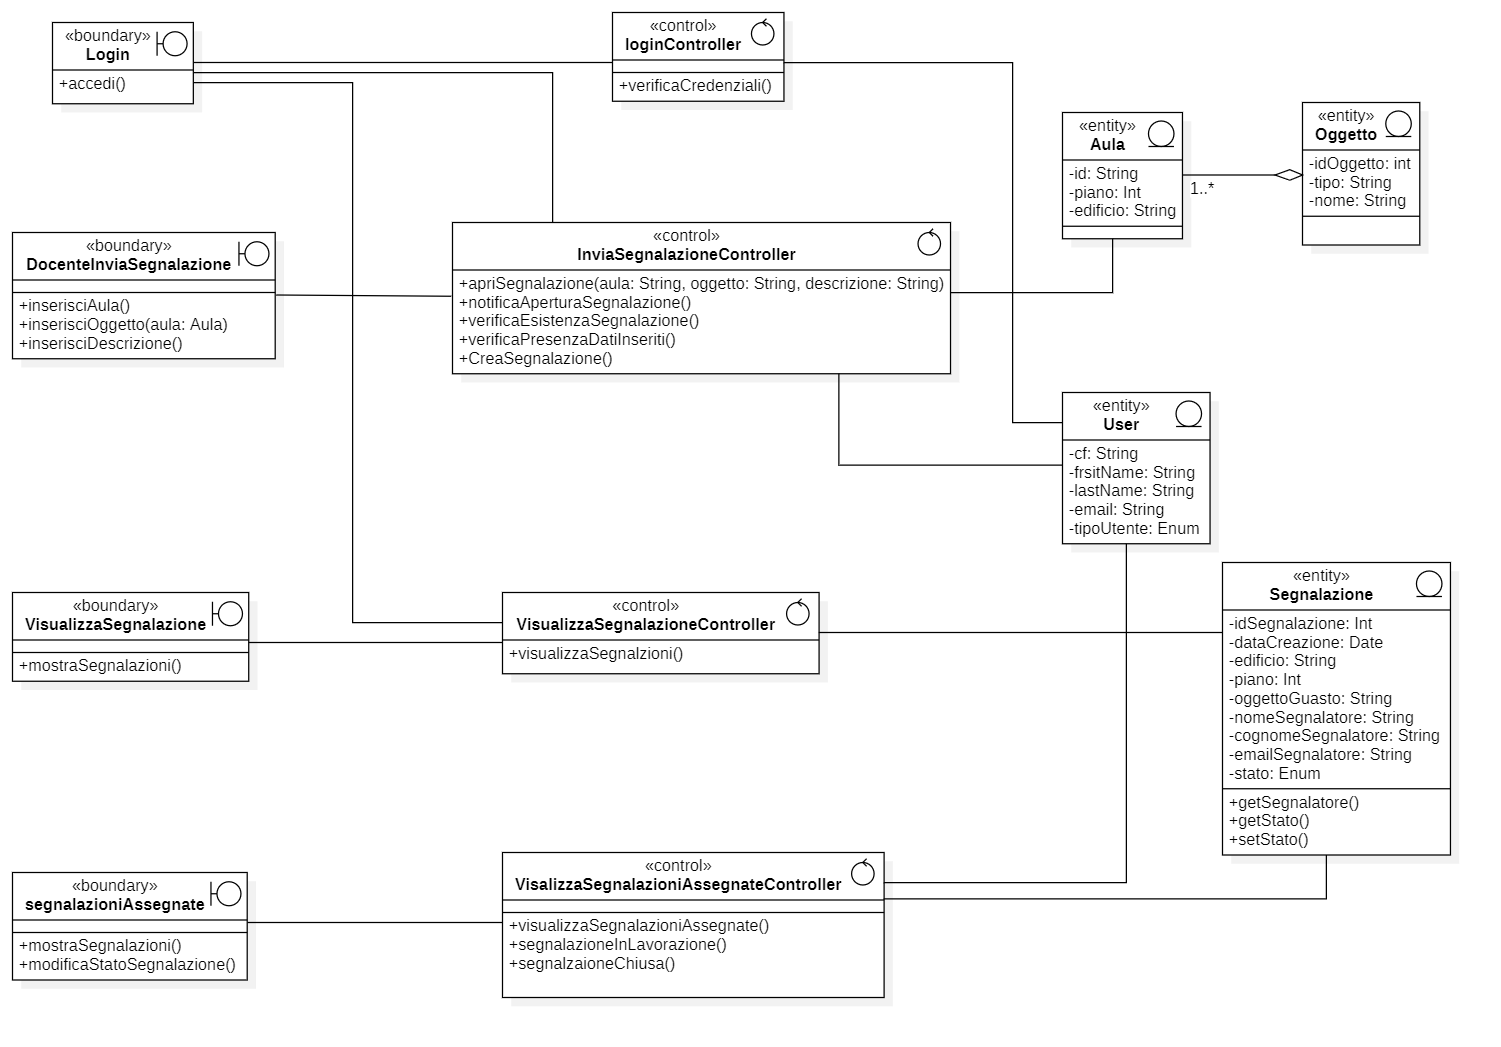 «boundary»
Login
+accedi()
«control»
loginController
+verificaCredenziali()
«entity»
Aula
-id: String
-piano: Int
-edificio: String
1..*
«entity»
Oggetto
-idOggetto: int
-tipo: String
-nome: String
«boundary»
DocenteInviaSegnalazione
+inserisciAula()
+inserisciOggetto(aula: Aula)
+inserisciDescrizione()
«control»
InviaSegnalazioneController
+apriSegnalazione(aula: String, oggetto: String, descrizione: String)
+notificaAperturaSegnalazione()
+verificaEsistenzaSegnalazione()
+verificaPresenzaDatiInseriti()
+CreaSegnalazione()
«entity»
User
-cf: String
-frsitName: String
-lastName: String
-email: String
-tipoUtente: Enum
«boundary»
VisualizzaSegnalazione
+mostraSegnalazioni()
«control»
VisualizzaSegnalazioneController
+visualizzaSegnalzioni()
«entity»
Segnalazione
-idSegnalazione: Int
-dataCreazione: Date
-edificio: String
-piano: Int
-oggettoGuasto: String
-nomeSegnalatore: String
-cognomeSegnalatore: String
-emailSegnalatore: String
-stato: Enum
+getSegnalatore()
+getStato()
+setStato()
«boundary»
segnalazioniAssegnate
+mostraSegnalazioni()
+modificaStatoSegnalazione()
«control»
VisalizzaSegnalazioniAssegnateController
+visualizzaSegnalazioniAssegnate()
+segnalazioneInLavorazione()
+segnalzaioneChiusa()